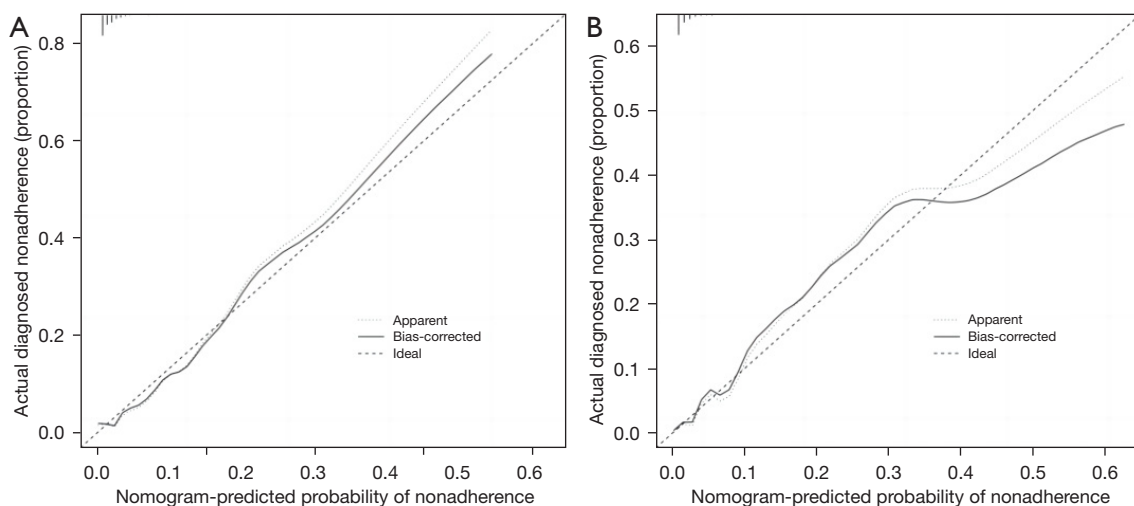 A
Actual diagnosed nonadherence (proportion)
0.8
0.6
0.4
0.2
0.0
Apparent
Bias-corrected
Ideal
0.0 0.1 0.2 0.3 0.4 0.5 0.6
Nomogram-predicted probability of nonadherence
B
Actual diagnosed nonadherence (proportion)
0.6
0.5
0.4
0.3
0.2
0.1
0.0
Apparent
Bias-corrected
Ideal
0.0 0.1 0.2 0.3 0.4 0.5 0.6
Nomogram-predicted probability of nonadherence